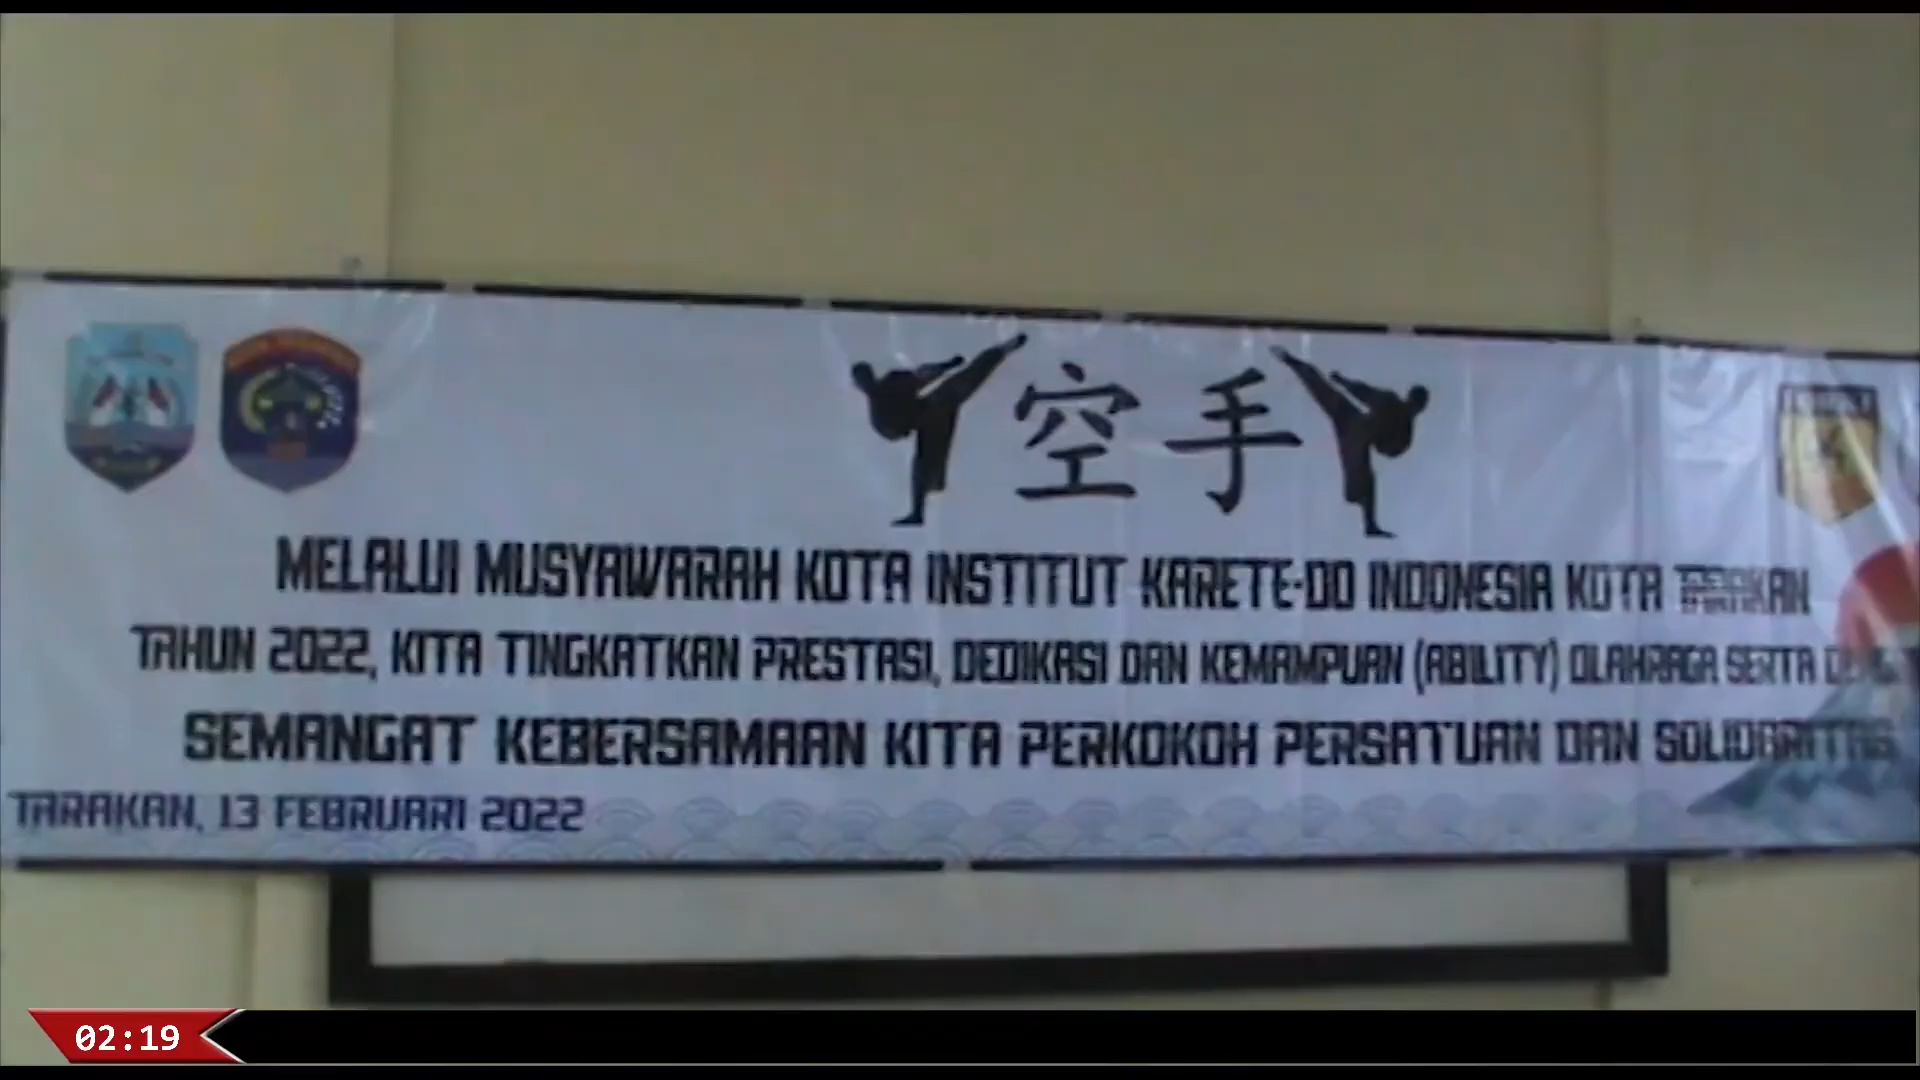 空手
MELALUI MUSYAWARAH KOTA INSTITUT KARETE-DO INDONESIA KOTA TARAKAN
TAHUN 2022, KITA TINGKATKAN PRESTASI, DEDIKASI DAN KEMAMPUAN (ABILITY) OLAHRAGA SERTA
SEMANGAT KEBERSAMAAN KITA PERKOKOH PERSATUAN DAN SOLIDARITAS
TARAKAN, 13 FEBRUARI 2022
02:19